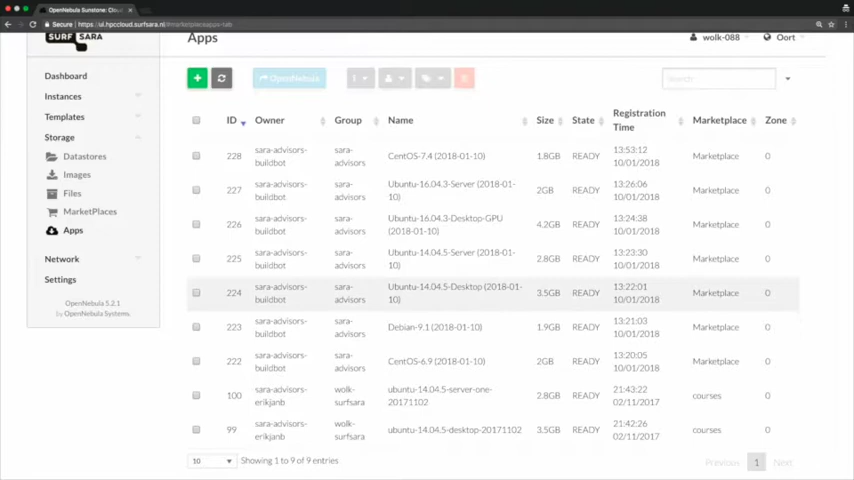 OpenNebula Sunstone: Cloud
Secure https://ui.hpccloud.surfsara.nl/#marketplaceapps-tab
SURF SARA
Apps
wolk-088 Oort
Dashboard
Instances
Templates
Storage
Datastores
Images
Files
MarketPlaces
Apps
Network
Settings
OpenNebula 5.2.1
by OpenNebula Systems.
+ OpenNebula 1 Search
ID Owner Group Name Size State Registration Time Marketplace Zone
228 sara-advisors-buildbot sara-advisors CentOS-7.4 (2018-01-10) 1.8GB READY 13:53:12 10/01/2018 Marketplace 0
227 sara-advisors-buildbot sara-advisors Ubuntu-16.04.3-Server (2018-01-10) 2GB READY 13:26:06 10/01/2018 Marketplace 0
226 sara-advisors-buildbot sara-advisors Ubuntu-16.04.3-Desktop-GPU (2018-01-10) 4.2GB READY 13:24:38 10/01/2018 Marketplace 0
225 sara-advisors-buildbot sara-advisors Ubuntu-14.04.5-Server (2018-01-10) 2.8GB READY 13:23:30 10/01/2018 Marketplace 0
224 sara-advisors-buildbot sara-advisors Ubuntu-14.04.5-Desktop (2018-01-10) 3.5GB READY 13:22:01 10/01/2018 Marketplace 0
223 sara-advisors-buildbot sara-advisors Debian-9.1 (2018-01-10) 1.9GB READY 13:21:03 10/01/2018 Marketplace 0
222 sara-advisors-buildbot sara-advisors CentOS-6.9 (2018-01-10) 2GB READY 13:20:05 10/01/2018 Marketplace 0
100 sara-advisors-erikjanb wolk-surfsara ubuntu-14.04.5-server-one-20171102 2.8GB READY 21:43:22 02/11/2017 courses 0
99 sara-advisors-erikjanb wolk-surfsara ubuntu-14.04.5-desktop-20171102 3.5GB READY 21:42:26 02/11/2017 courses 0
10 Showing 1 to 9 of 9 entries Previous 1 Next